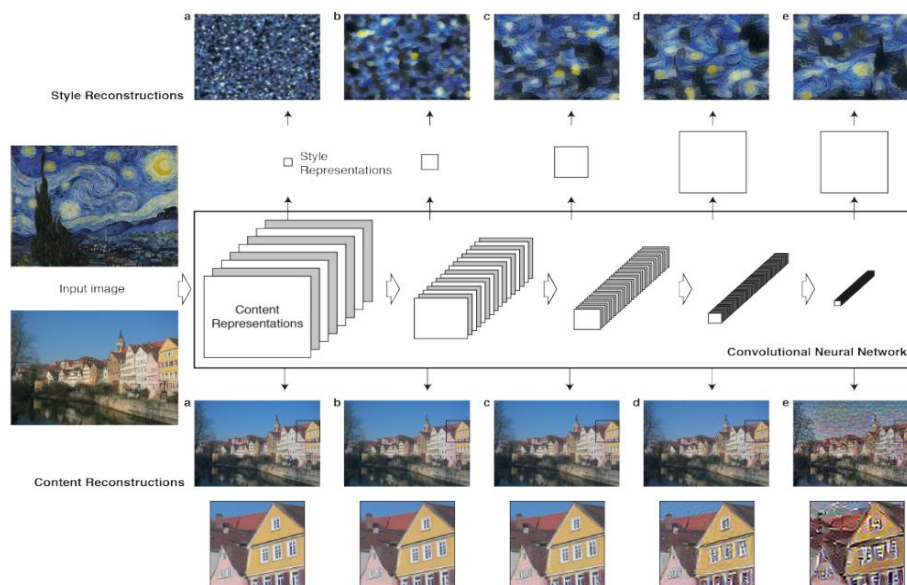 a b c d e
Style Reconstructions
Style
Representations
Input image
Content
Representations
Convolutional Neural Network
a b c d e
Content Reconstructions